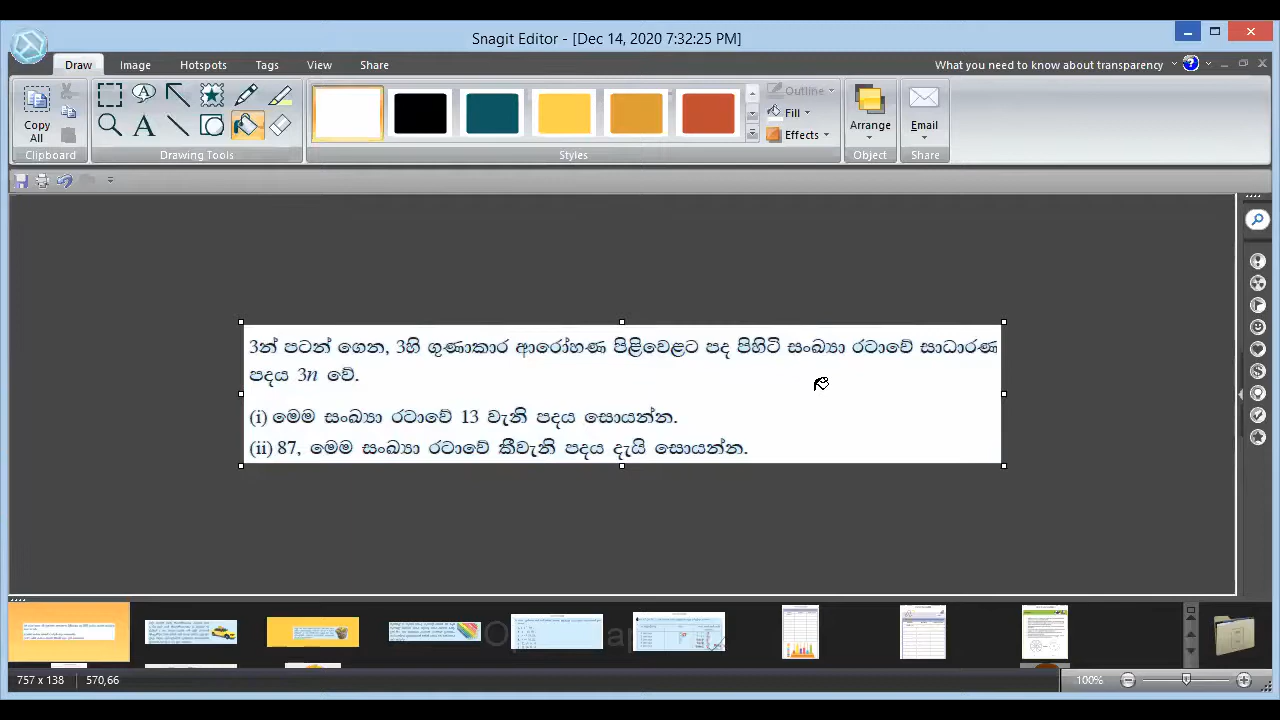 Snagit Editor - [Dec 14, 2020 7:32:25 PM]
Draw Image Hotspots Tags View Share
What you need to know about transparency
Copy All
Clipboard
Drawing Tools
Styles
Outline
Fill
Effects
Arrange
Object
Email
Share
3න් පටන් ගෙන, 3හි ගුණාකාර ආරෝහණ පිළිවෙළට පද පිහිටි සංඛ්‍යා රටාවේ සාධාරණ
පදය 3n වේ.
(i) මෙම සංඛ්‍යා රටාවේ 13 වැනි පදය සොයන්න.
(ii) 87, මෙම සංඛ්‍යා රටාවේ කීවැනි පදය දැයි සොයන්න.
757 x 138 570,66
100%